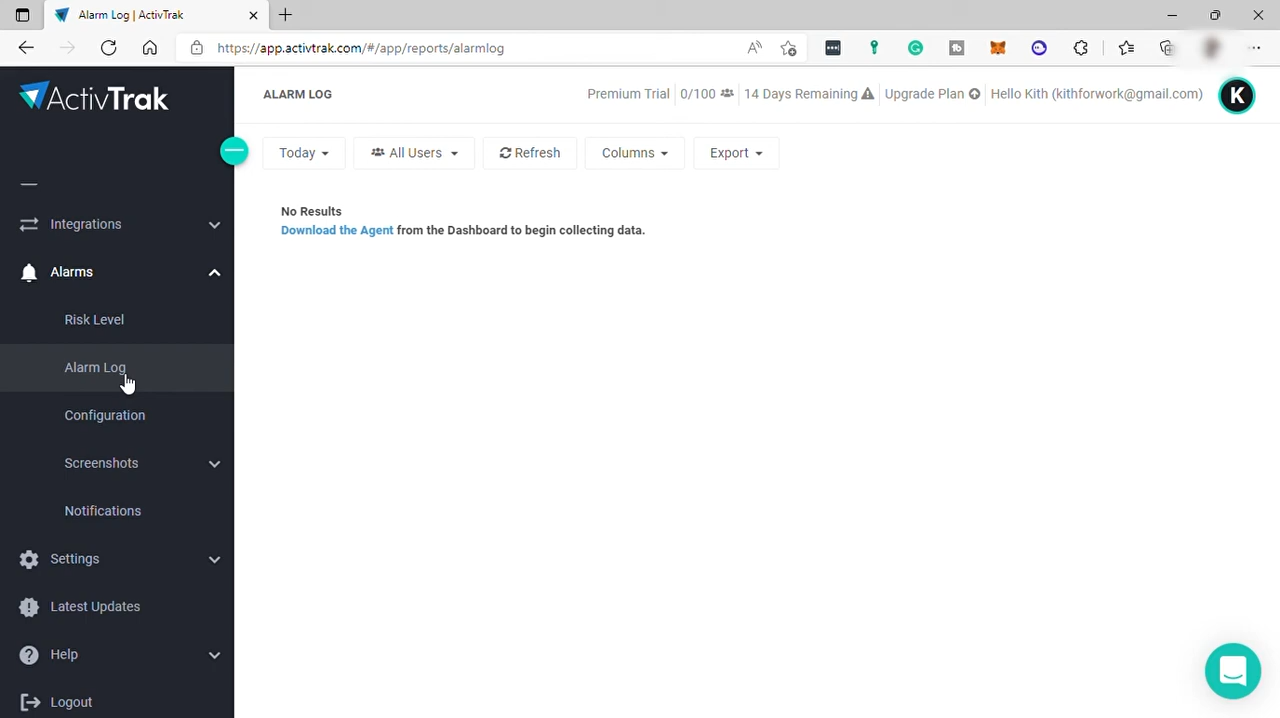 Alarm Log | ActivTrak
https://app.activtrak.com/#/app/reports/alarmlog
ActivTrak
ALARM LOG
Premium Trial
0/100
14 Days Remaining
Upgrade Plan
Hello Kith (kithforwork@gmail.com)
K
Today
All Users
Refresh
Columns
Export
No Results
Download the Agent from the Dashboard to begin collecting data.
Integrations
Alarms
Risk Level
Alarm Log
Configuration
Screenshots
Notifications
Settings
Latest Updates
Help
Logout